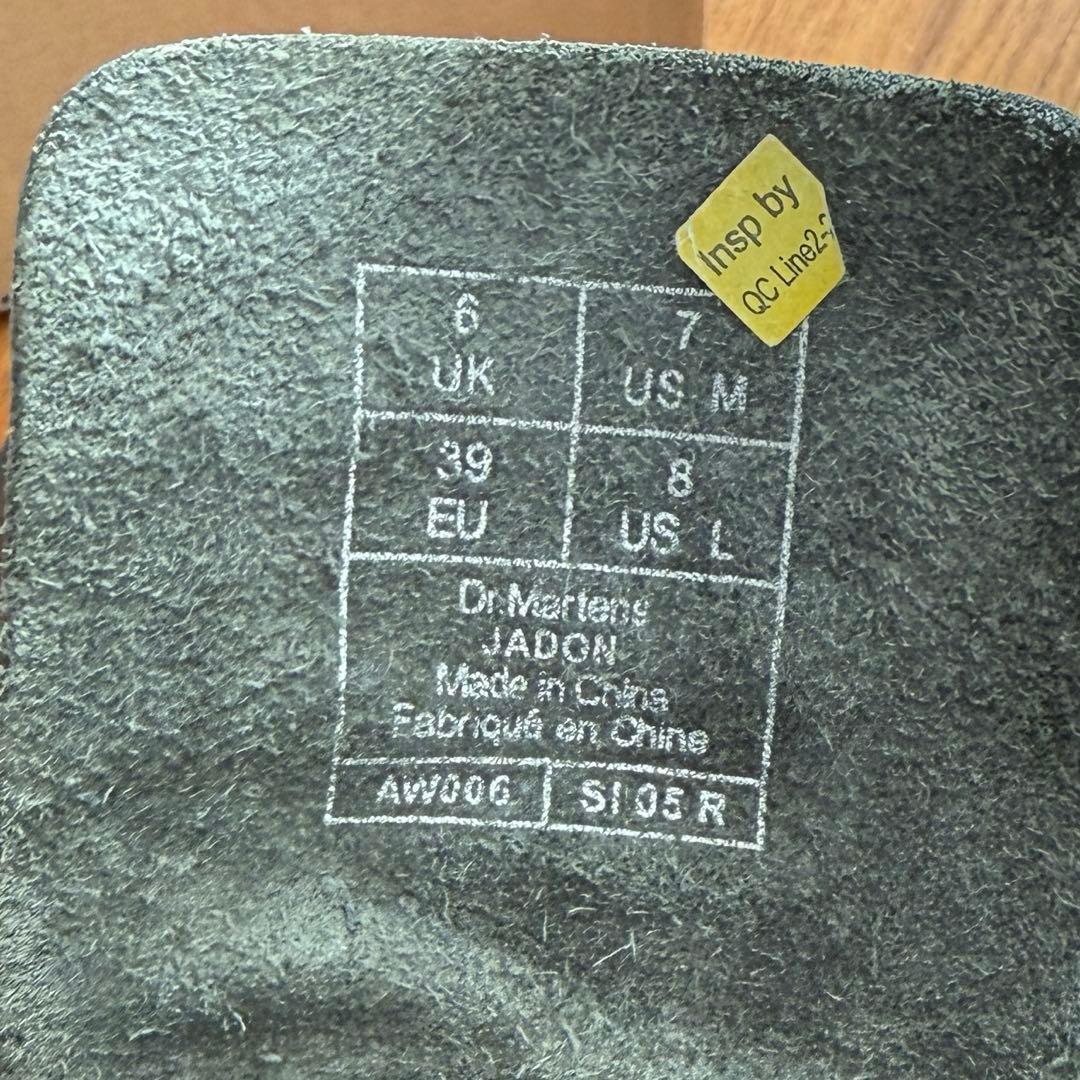 Insp by
QC Line2-
6
UK
7
US M
39
EU
8
US L
Dr.Martens
JADON
Made in China
Fabriqué en Chine
AW006
SI 05 R